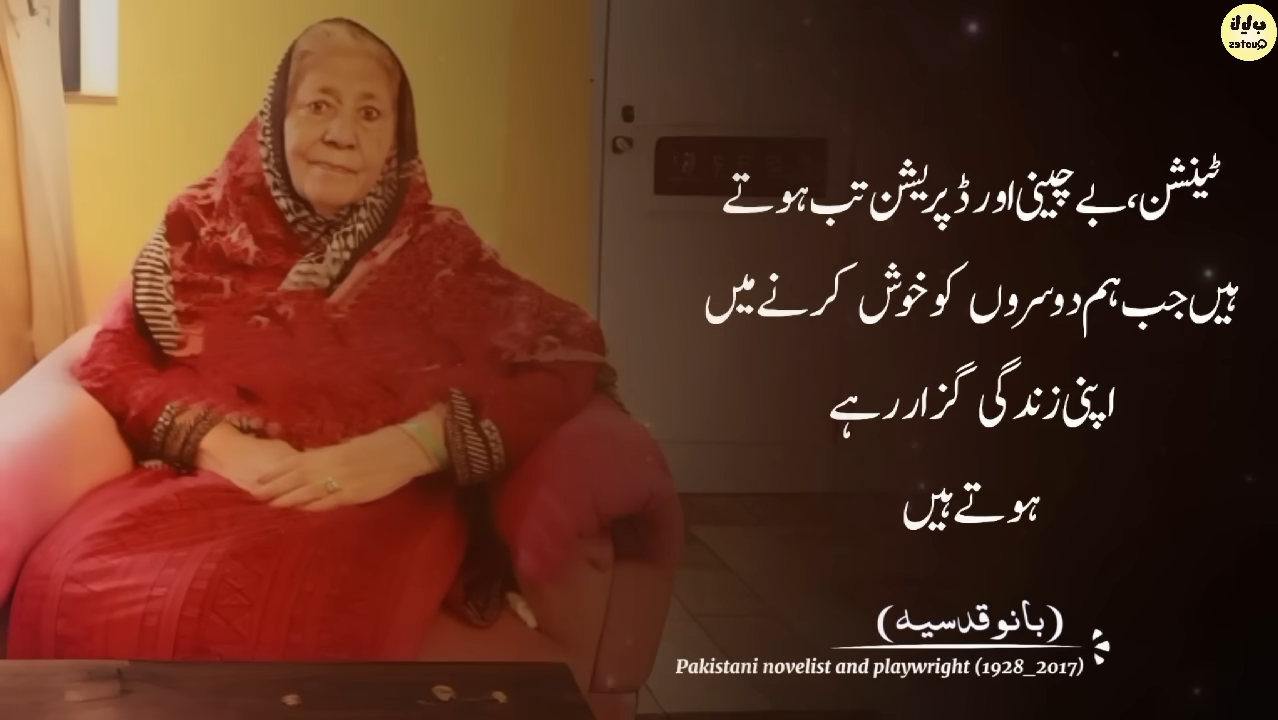 ٹینشن، بے چینی اور ڈپریشن تب ہوتے
ہیں جب ہم دوسروں کو خوش کرنے میں
اپنی زندگی گزار رہے
ہوتے ہیں
(بانو قدسیہ)
Pakistani novelist and playwright (1928_2017)